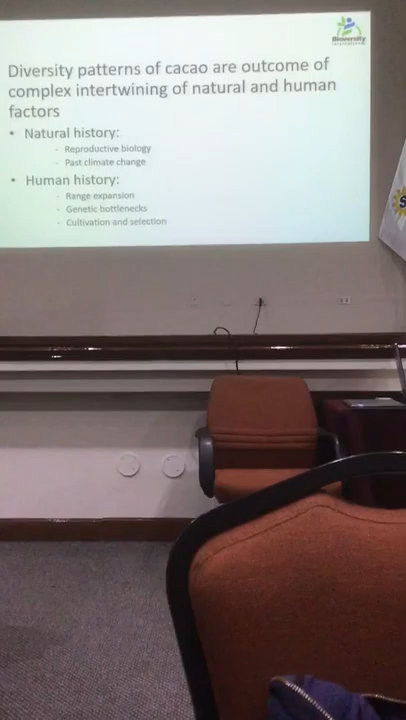 Bioversity
Diversity patterns of cacao are outcome of
complex intertwining of natural and human
factors
• Natural history:
- Reproductive biology
- Past climate change
• Human history:
- Range expansion
- Genetic bottlenecks
- Cultivation and selection
S